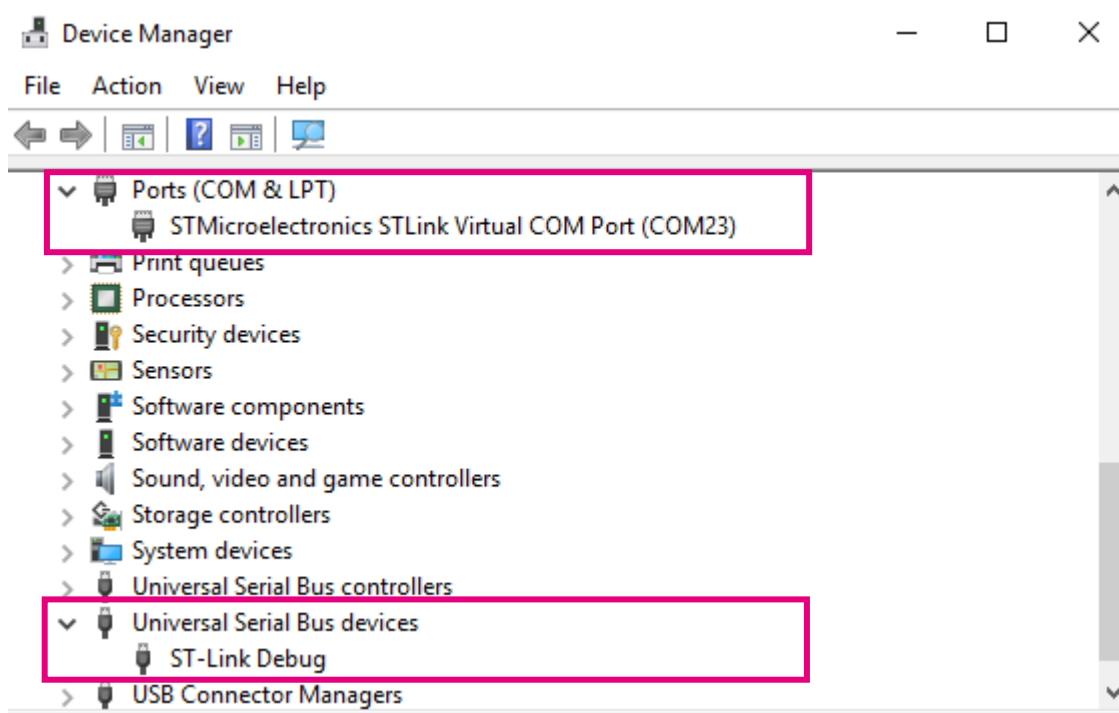 Device Manager
File Action View Help
Ports (COM & LPT)
STMicroelectronics STLink Virtual COM Port (COM23)
Print queues
Processors
Security devices
Sensors
Software components
Software devices
Sound, video and game controllers
Storage controllers
System devices
Universal Serial Bus controllers
Universal Serial Bus devices
ST-Link Debug
USB Connector Managers